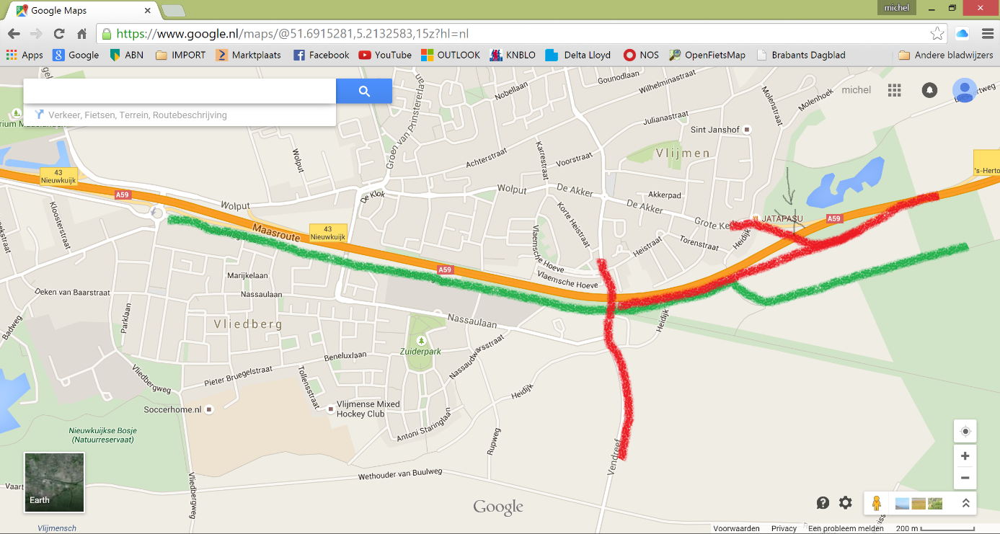 Google Maps
michel
https://www.google.nl/maps/@51.6915281,5.2132583,15z?hl=nl
Apps Google ABN IMPORT Marktplaats Facebook YouTube OUTLOOK KNBLO Delta Lloyd NOS OpenFietsMap Brabants Dagblad Andere bladwijzers
Gounodlaan
Wilhelminastraat
Nobellaan
Molenstraat
Molenhoek
michel
Verkeer, Fietsen, Terrein, Routebeschrijving
Julianastraat
Sint Janshof
Groen van Prinstererlaan
Karrestraat
Wolput
Achterstraat
Voorstraat
Vlijmen
43
Nieuwkuijk
's-Herto
A59
De Klok
Wolput
De Akker
Akkerpad
Wolput
Kloosterstraat
De Akker
Korte Heistraat
Grote Ke
JATAPASU
A59
43
Nieuwkuijk
Maasroute
Vlaemsche Hoeve
Heistraat
Torenstraat
Heidijk
A59
Vlaemsche Hoeve
Marijkelaan
Deken van Baarstraat
Nassaulaan
Parklaan
Vliedberg
Nassaulaan
Heidijk
Badweg
Zuiderpark
Beneluxlaan
Nassaudwarsstraat
Vliedbergweg
Pieter Bruegelstraat
Tollensstraat
Heidijk
Soccerhome.nl
Vlijmense Mixed
Hockey Club
Antoni Staringlaan
Nieuwkuijkse Bosje
(Natuurreservaat)
Rupweg
Vendreef
Wethouder van Buulweg
Vaart
Vliedbergweg
Earth
Google
Vlijmensch
Voorwaarden Privacy Een probleem melden 200 m